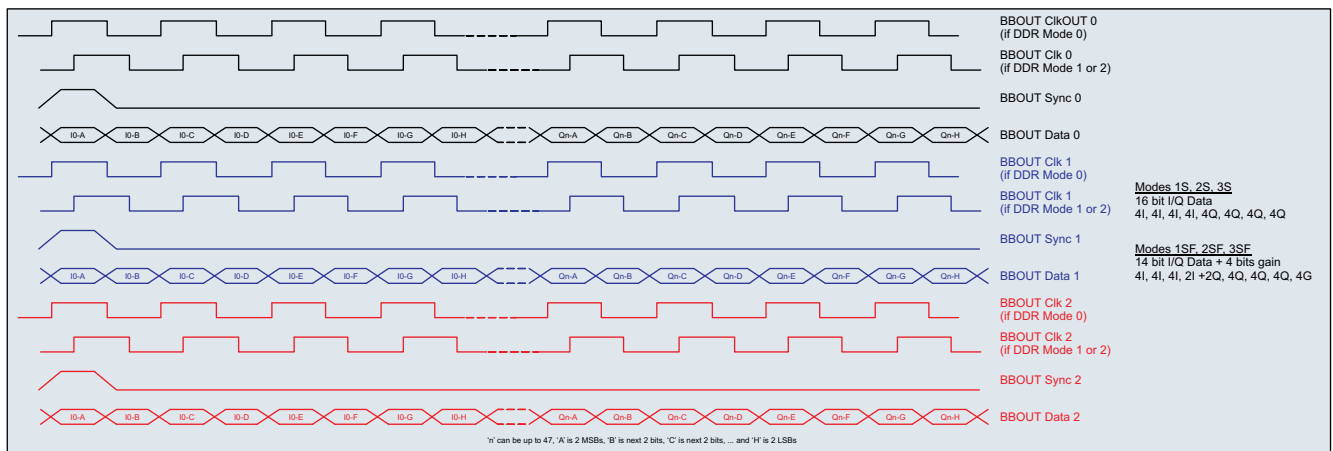 BBOUT ClkOUT 0
(if DDR Mode 0)
BBOUT Clk 0
(if DDR Mode 1 or 2)
BBOUT Sync 0
I0-A I0-B I0-C I0-D I0-E I0-F I0-G I0-H Qn-A Qn-B Qn-C Qn-D Qn-E Qn-F Qn-G Qn-H
BBOUT Data 0
BBOUT Clk 1
(if DDR Mode 0)
BBOUT Clk 1
(if DDR Mode 1 or 2)
BBOUT Sync 1
I0-A I0-B I0-C I0-D I0-E I0-F I0-G I0-H Qn-A Qn-B Qn-C Qn-D Qn-E Qn-F Qn-G Qn-H
BBOUT Data 1
BBOUT Clk 2
(if DDR Mode 0)
BBOUT Clk 2
(if DDR Mode 1 or 2)
BBOUT Sync 2
I0-A I0-B I0-C I0-D I0-E I0-F I0-G I0-H Qn-A Qn-B Qn-C Qn-D Qn-E Qn-F Qn-G Qn-H
BBOUT Data 2
Modes 1S, 2S, 3S
16 bit I/Q Data
4I, 4I, 4I, 4I, 4Q, 4Q, 4Q, 4Q
Modes 1SF, 2SF, 3SF
14 bit I/Q Data + 4 bits gain
4I, 4I, 4I, 2I +2Q, 4Q, 4Q, 4Q, 4G
'n' can be up to 47, 'A' is 2 MSBs, 'B' is next 2 bits, 'C' is next 2 bits, ... and 'H' is 2 LSBs